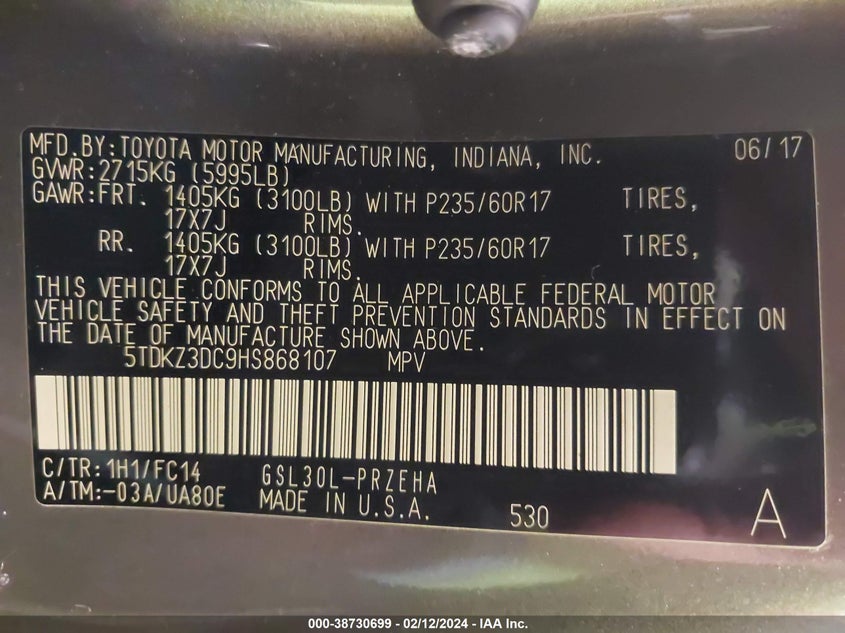 MFD.BY:TOYOTA MOTOR MANUFACTURING, INDIANA, INC. 06/17
GVWR:2715KG (5995LB)
GAWR:FRT. 1405KG (3100LB) WITH P235/60R17 TIRES,
17X7J RIMS.
RR. 1405KG (3100LB) WITH P235/60R17 TIRES,
17X7J RIMS.
THIS VEHICLE CONFORMS TO ALL APPLICABLE FEDERAL MOTOR
VEHICLE SAFETY AND THEFT PREVENTION STANDARDS IN EFFECT ON
THE DATE OF MANUFACTURE SHOWN ABOVE.
5TDKZ3DC9HS868107 MPV
C/TR:1H1/FC14 GSL30L-PRZEHA
A/TM:-03A/UA80E MADE IN U.S.A. 530 A
000-38730699 - 02/12/2024 - IAA Inc.